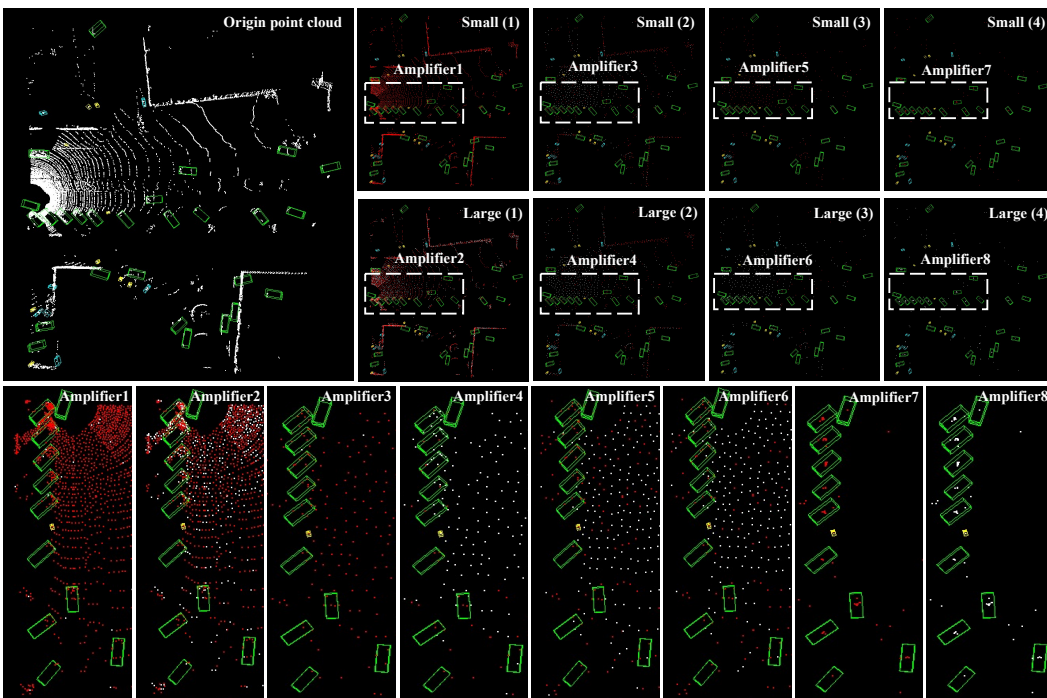 Origin point cloud
Small (1)
Small (2)
Small (3)
Small (4)
Amplifier1
Amplifier3
Amplifier5
Amplifier7
Large (1)
Large (2)
Large (3)
Large (4)
Amplifier2
Amplifier4
Amplifier6
Amplifier8
Amplifier1
Amplifier2
Amplifier3
Amplifier4
Amplifier5
Amplifier6
Amplifier7
Amplifier8